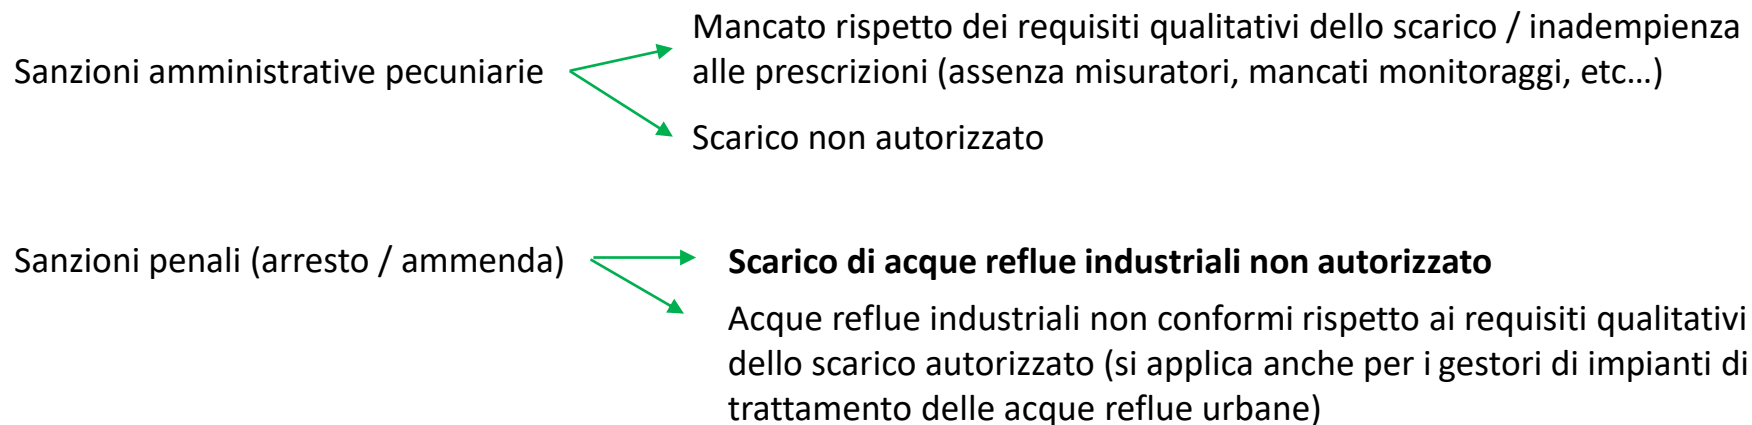 Sanzioni amministrative pecuniarie
Mancato rispetto dei requisiti qualitativi dello scarico / inadempienza
alle prescrizioni (assenza misuratori, mancati monitoraggi, etc…)
Scarico non autorizzato
Sanzioni penali (arresto / ammenda)
Scarico di acque reflue industriali non autorizzato
Acque reflue industriali non conformi rispetto ai requisiti qualitativi
dello scarico autorizzato (si applica anche per i gestori di impianti di
trattamento delle acque reflue urbane)